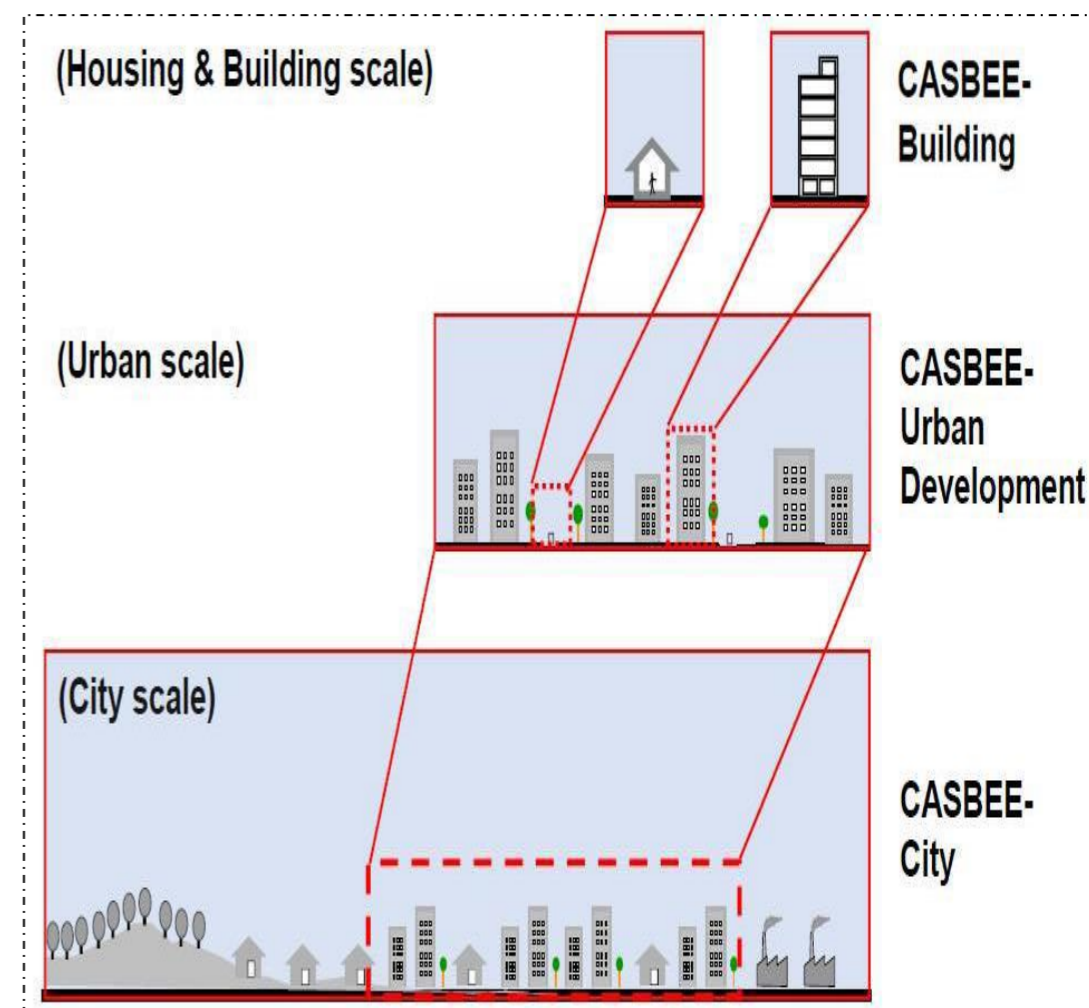 (Housing & Building scale)
CASBEE-
Building
(Urban scale)
CASBEE-
Urban
Development
(City scale)
CASBEE-
City